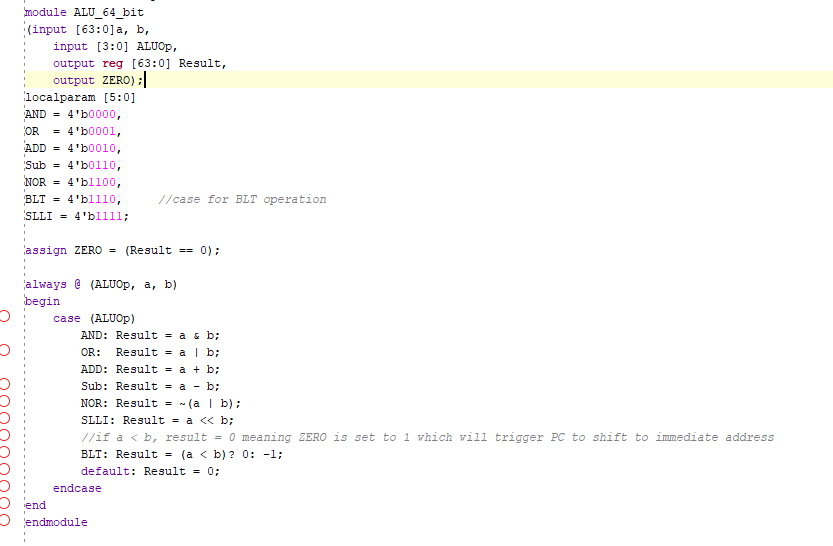 module ALU_64_bit
(input [63:0]a, b,
    input [3:0] ALUOp,
    output reg [63:0] Result,
    output ZERO);
localparam [5:0]
AND = 4'b0000,
OR  = 4'b0001,
ADD = 4'b0010,
Sub = 4'b0110,
NOR = 4'b1100,
BLT = 4'b1110,     //case for BLT operation
SLLI = 4'b1111;
assign ZERO = (Result == 0);
always @ (ALUOp, a, b)
begin
    case (ALUOp)
        AND: Result = a & b;
        OR:  Result = a | b;
        ADD: Result = a + b;
        Sub: Result = a - b;
        NOR: Result = ~(a | b);
        SLLI: Result = a << b;
        //if a < b, result = 0 meaning ZERO is set to 1 which will trigger PC to shift to immediate address
        BLT: Result = (a < b)? 0: -1;
        default: Result = 0;
    endcase
end
endmodule